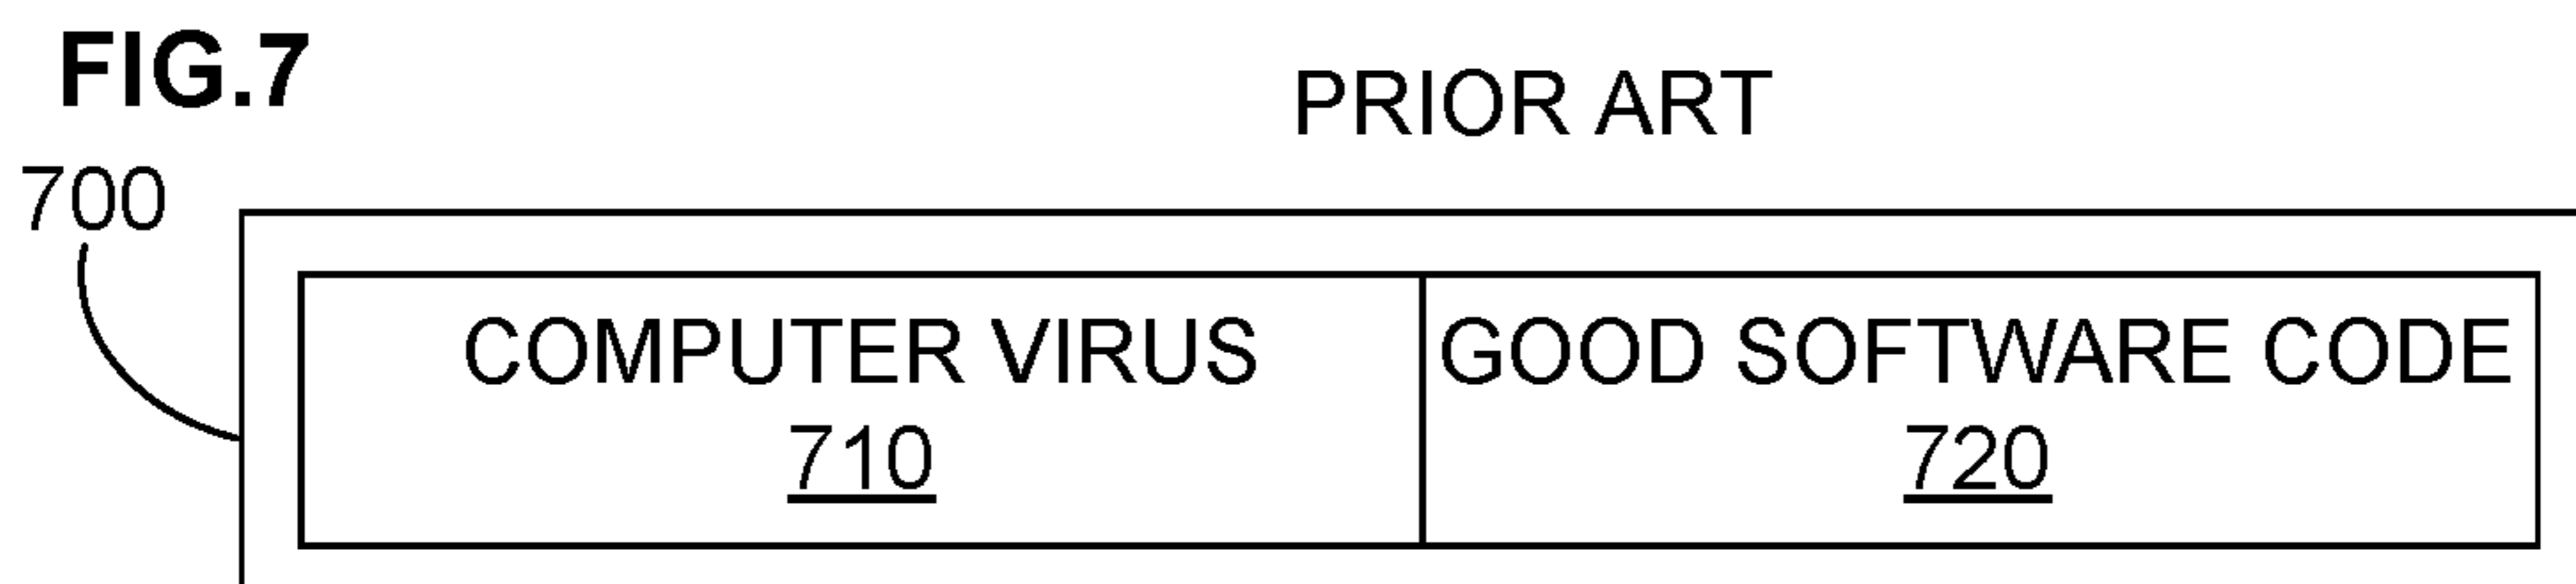 FIG.7
PRIOR ART
700
COMPUTER VIRUS
710
GOOD SOFTWARE CODE
720